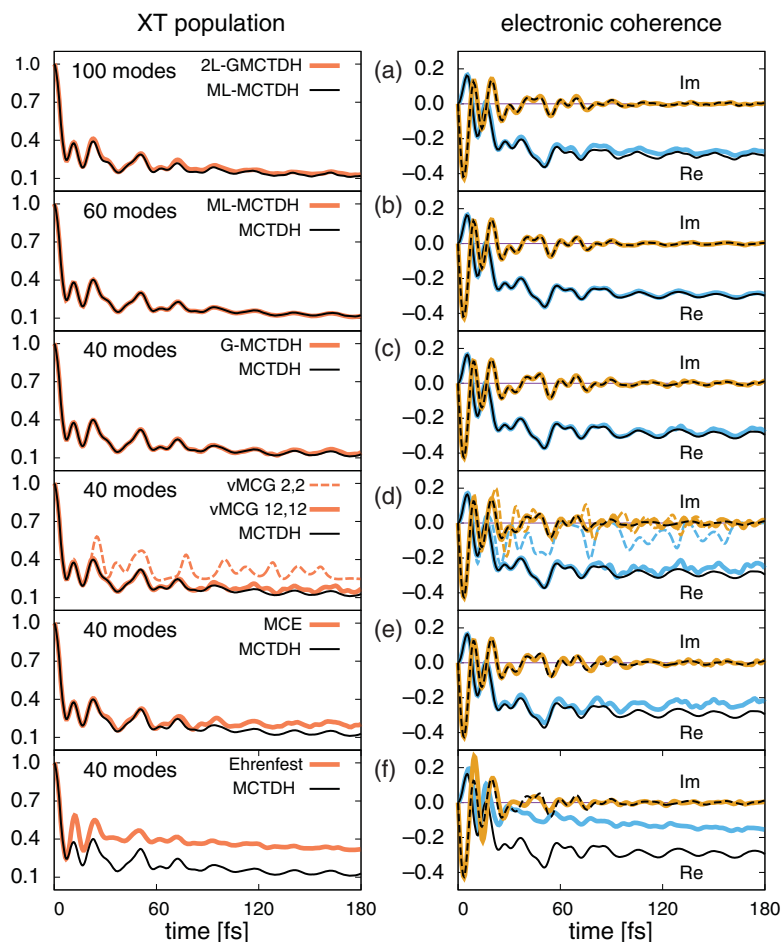 XT population
electronic coherence
1.0
0.7
0.4
0.1
100 modes
2L-GMCTDH
ML-MCTDH
(a)
0.2
0.0
−0.2
−0.4
Im
Re
1.0
0.7
0.4
0.1
60 modes
ML-MCTDH
MCTDH
(b)
0.2
0.0
−0.2
−0.4
Im
Re
1.0
0.7
0.4
0.1
40 modes
G-MCTDH
MCTDH
(c)
0.2
0.0
−0.2
−0.4
Im
Re
1.0
0.7
0.4
0.1
40 modes
vMCG 2,2
vMCG 12,12
MCTDH
(d)
0.2
0.0
−0.2
−0.4
Im
Re
1.0
0.7
0.4
0.1
40 modes
MCE
MCTDH
(e)
0.2
0.0
−0.2
−0.4
Im
Re
1.0
0.7
0.4
0.1
40 modes
Ehrenfest
MCTDH
(f)
0.2
0.0
−0.2
−0.4
Im
Re
0 60 120 180
time [fs]
0 60 120 180
time [fs]